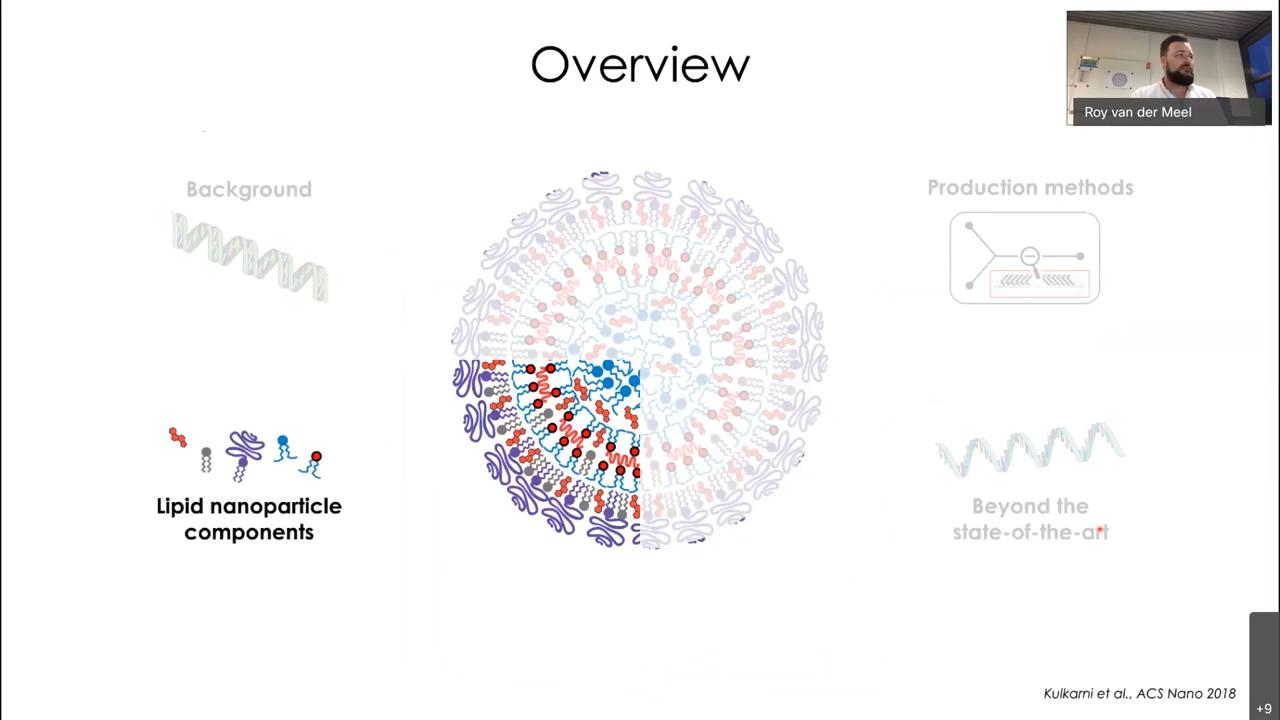 Overview
Roy van der Meel
Background
Production methods
Lipid nanoparticle
components
Beyond the
state-of-the-art
Kulkarni et al., ACS Nano 2018
+9